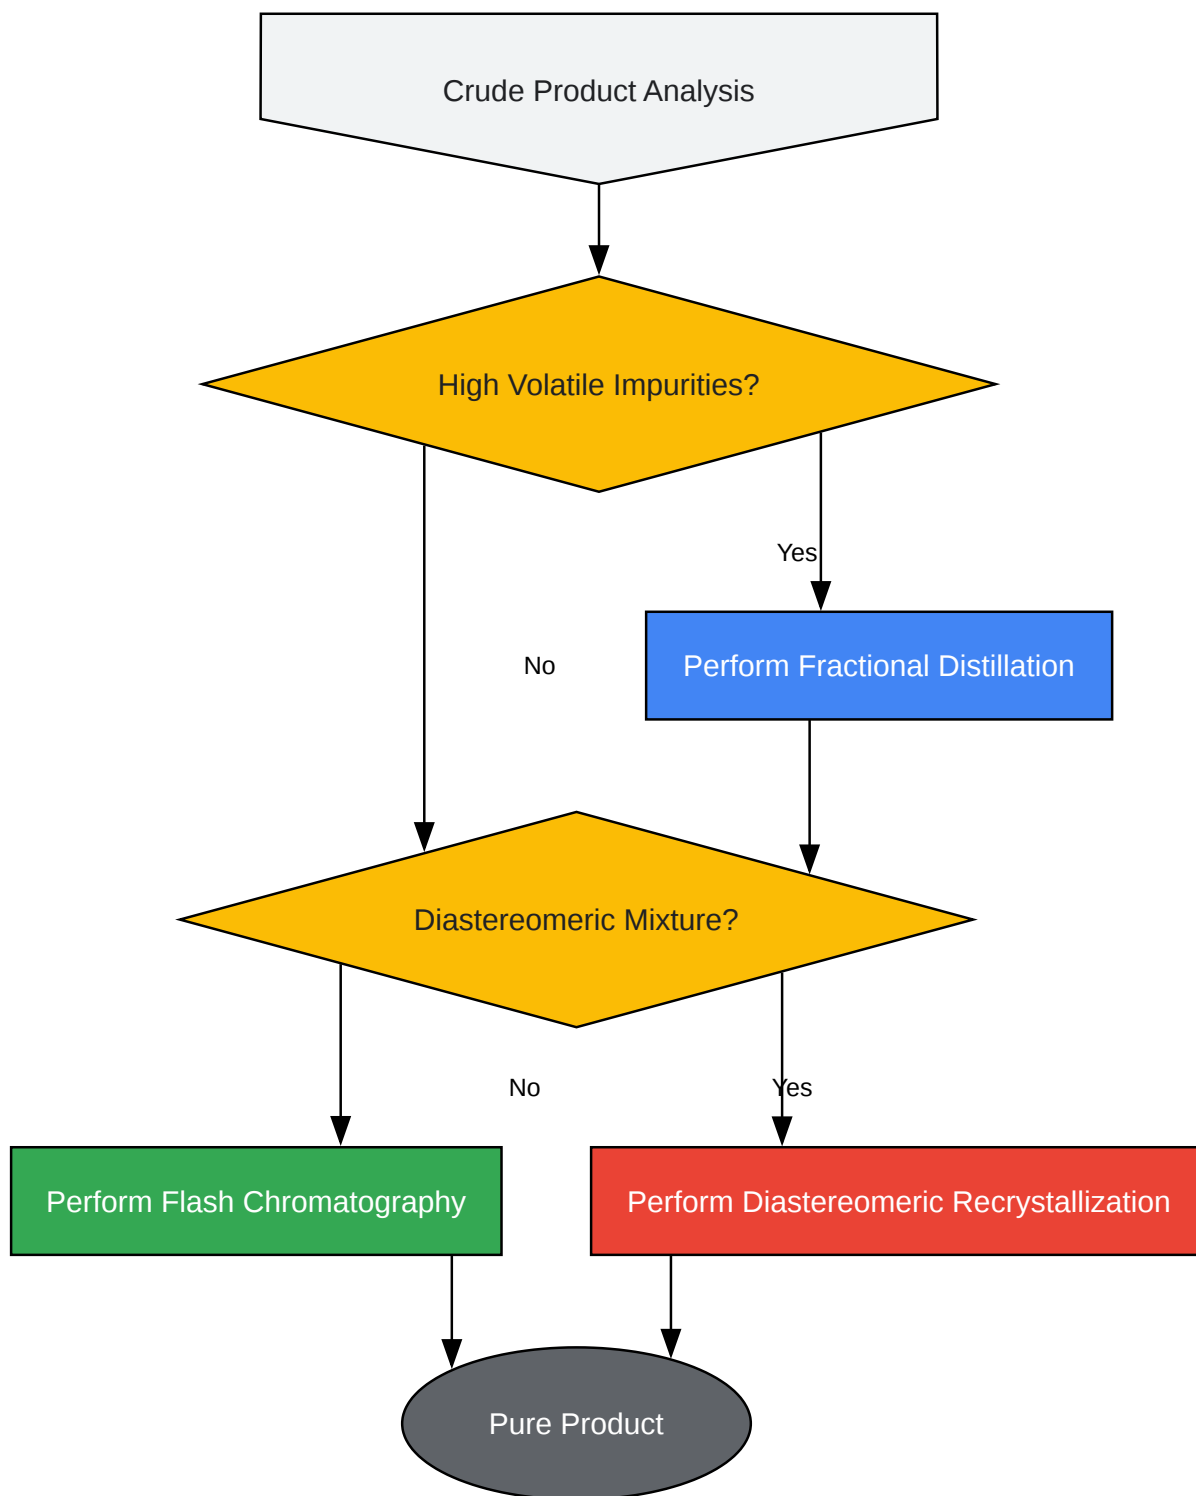 Crude Product Analysis
High Volatile Impurities?
Yes
No
Perform Fractional Distillation
Diastereomeric Mixture?
No
Yes
Perform Flash Chromatography
Perform Diastereomeric Recrystallization
Pure Product